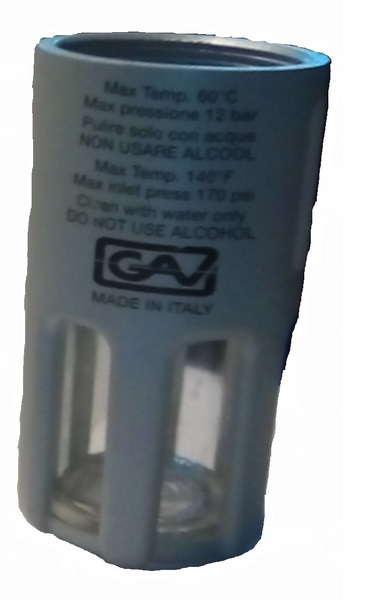 Max Temp. 60°C
Max pressione 12 bar
Pulire solo con acqua
NON USARE ALCOOL
Max Temp. 140°F
Max inlet press 170 psi
Clean with water only
DO NOT USE ALCOHOL
GAV
MADE IN ITALY